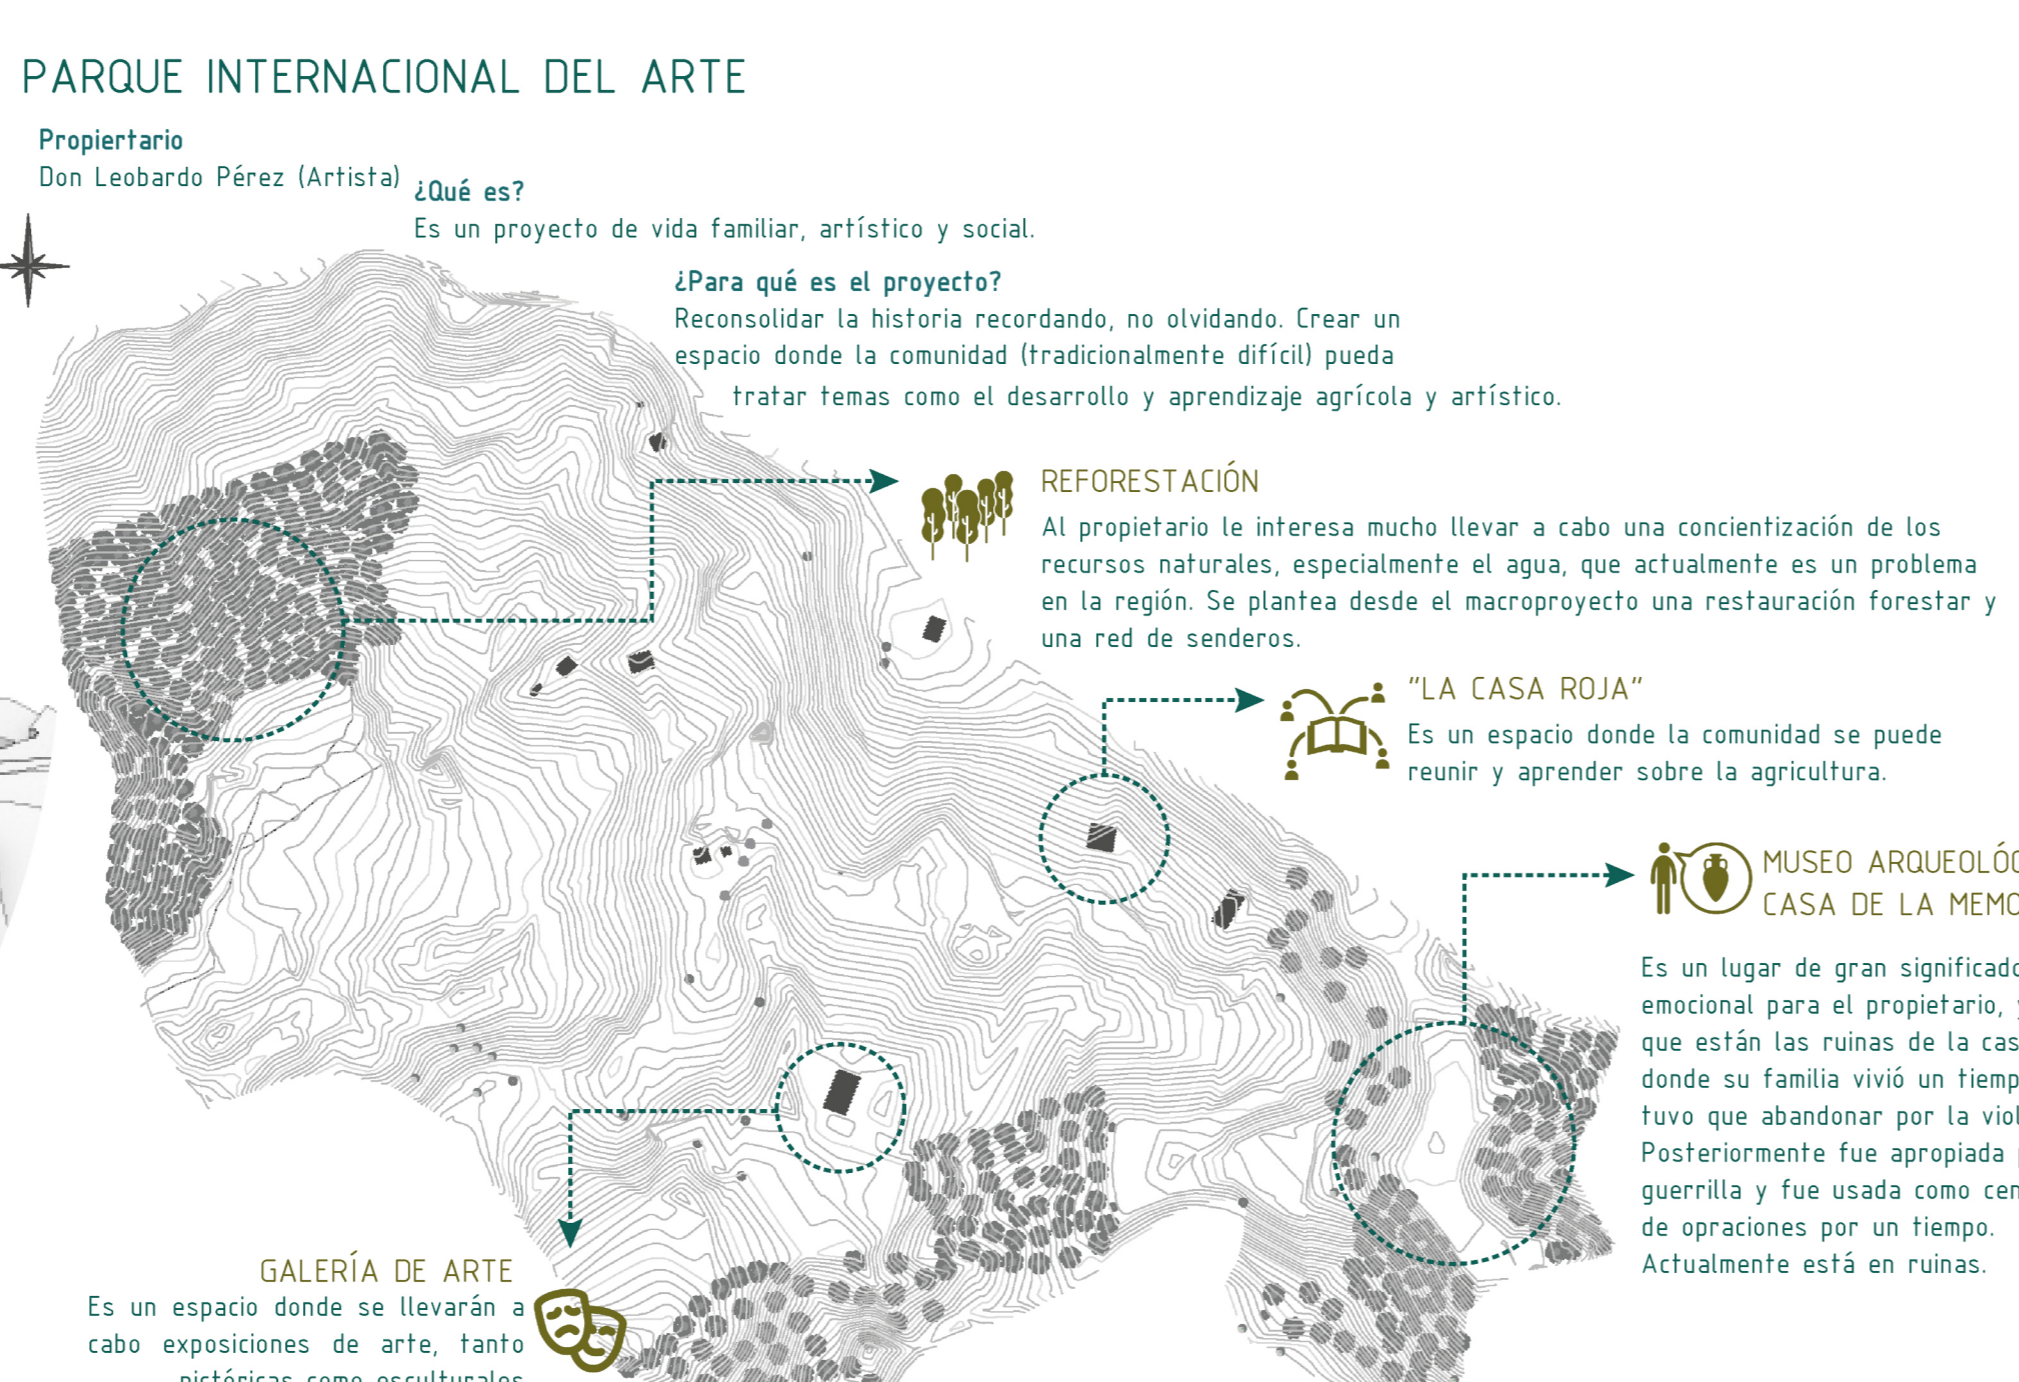 PARQUE INTERNACIONAL DEL ARTE
Propiertario
Don Leobardo Pérez (Artista)
¿Qué es?
Es un proyecto de vida familiar, artístico y social.
¿Para qué es el proyecto?
Reconsolidar la historia recordando, no olvidando. Crear un
espacio donde la comunidad (tradicionalmente difícil) pueda
tratar temas como el desarrollo y aprendizaje agrícola y artístico.
REFORESTACIÓN
Al propietario le interesa mucho llevar a cabo una concientización de los
recursos naturales, especialmente el agua, que actualmente es un problema
en la región. Se plantea desde el macroproyecto una restauración forestar y
una red de senderos.
"LA CASA ROJA"
Es un espacio donde la comunidad se puede
reunir y aprender sobre la agricultura.
MUSEO ARQUEOLÓ
CASA DE LA MEMO
Es un lugar de gran significado
emocional para el propietario,
que están las ruinas de la cas
donde su familia vivió un tiemp
tuvo que abandonar por la viol
Posteriormente fue apropiada
guerrilla y fue usada como cen
de opraciones por un tiempo.
Actualmente está en ruinas.
GALERÍA DE ARTE
Es un espacio donde se llevarán a
cabo exposiciones de arte, tanto
pictóricas como esculturales